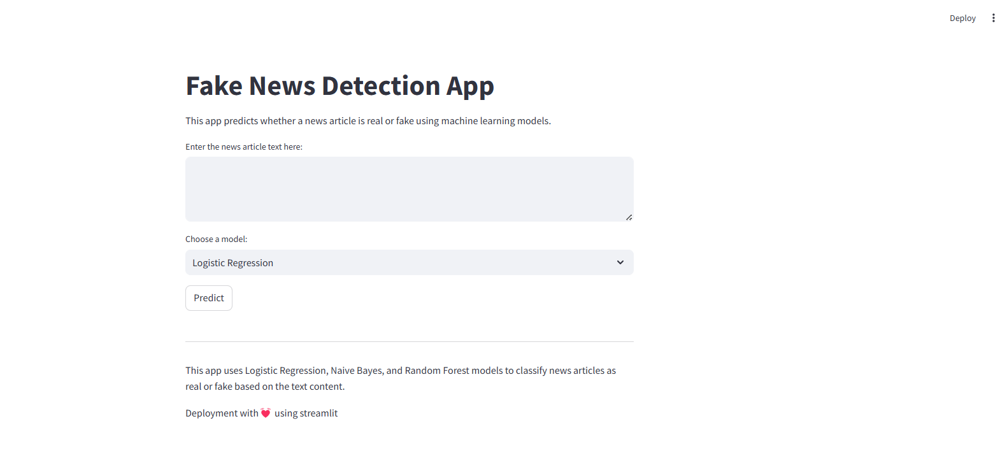 Deploy
Fake News Detection App
This app predicts whether a news article is real or fake using machine learning models.
Enter the news article text here:
Choose a model:
Logistic Regression
Predict
This app uses Logistic Regression, Naive Bayes, and Random Forest models to classify news articles as
real or fake based on the text content.
Deployment with 💓 using streamlit